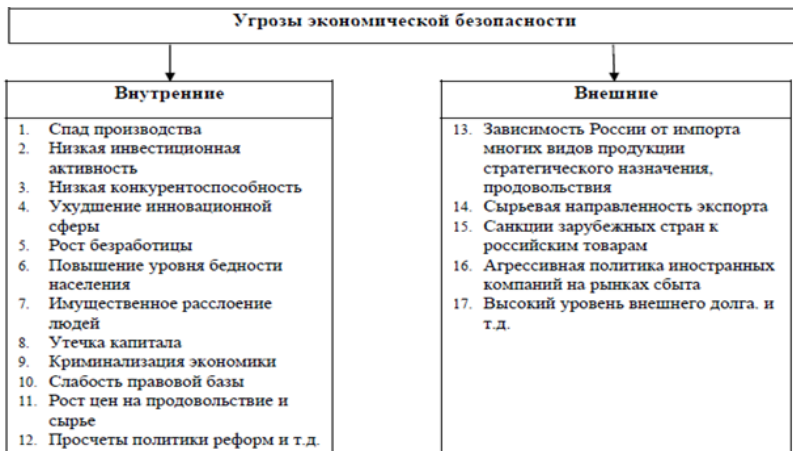 Угрозы экономической безопасности
Внутренние
1. Спад производства
2. Низкая инвестиционная
активность
3. Низкая конкурентоспособность
4. Ухудшение инновационной
сферы
5. Рост безработицы
6. Повышение уровня бедности
населения
7. Имущественное расслоение
людей
8. Утечка капитала
9. Криминализация экономики
10. Слабость правовой базы
11. Рост цен на продовольствие и
сырье
12. Просчеты политики реформ и т.д.
Внешние
13. Зависимость России от импорта
многих видов продукции
стратегического назначения,
продовольствия
14. Сырьевая направленность экспорта
15. Санкции зарубежных стран к
российским товарам
16. Агрессивная политика иностранных
компаний на рынках сбыта
17. Высокий уровень внешнего долга. и
т.д.